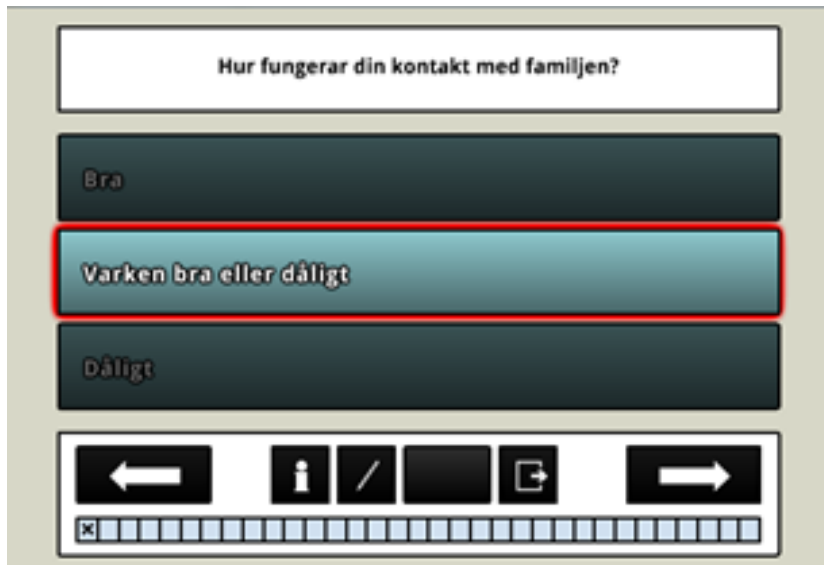 Hur fungerar din kontakt med familjen?
Bra
Varken bra eller dåligt
Dåligt